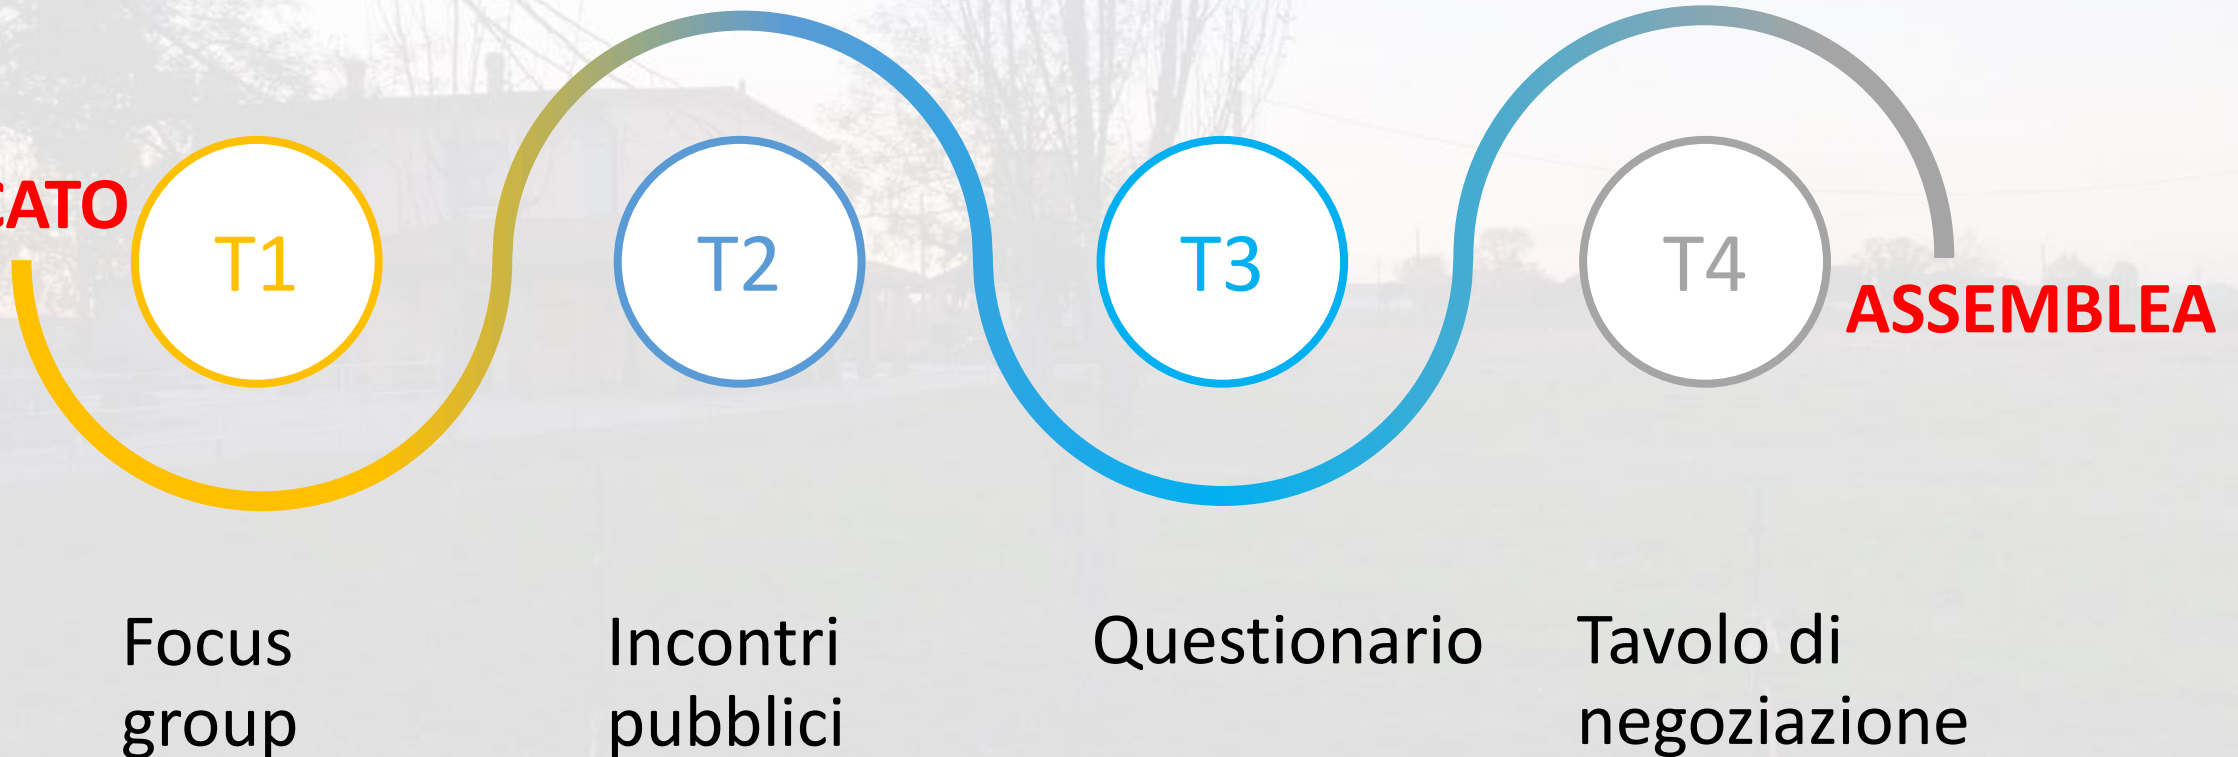 CATO
T1
T2
T3
T4
ASSEMBLEA
Focus
group
Incontri
pubblici
Questionario
Tavolo di
negoziazione